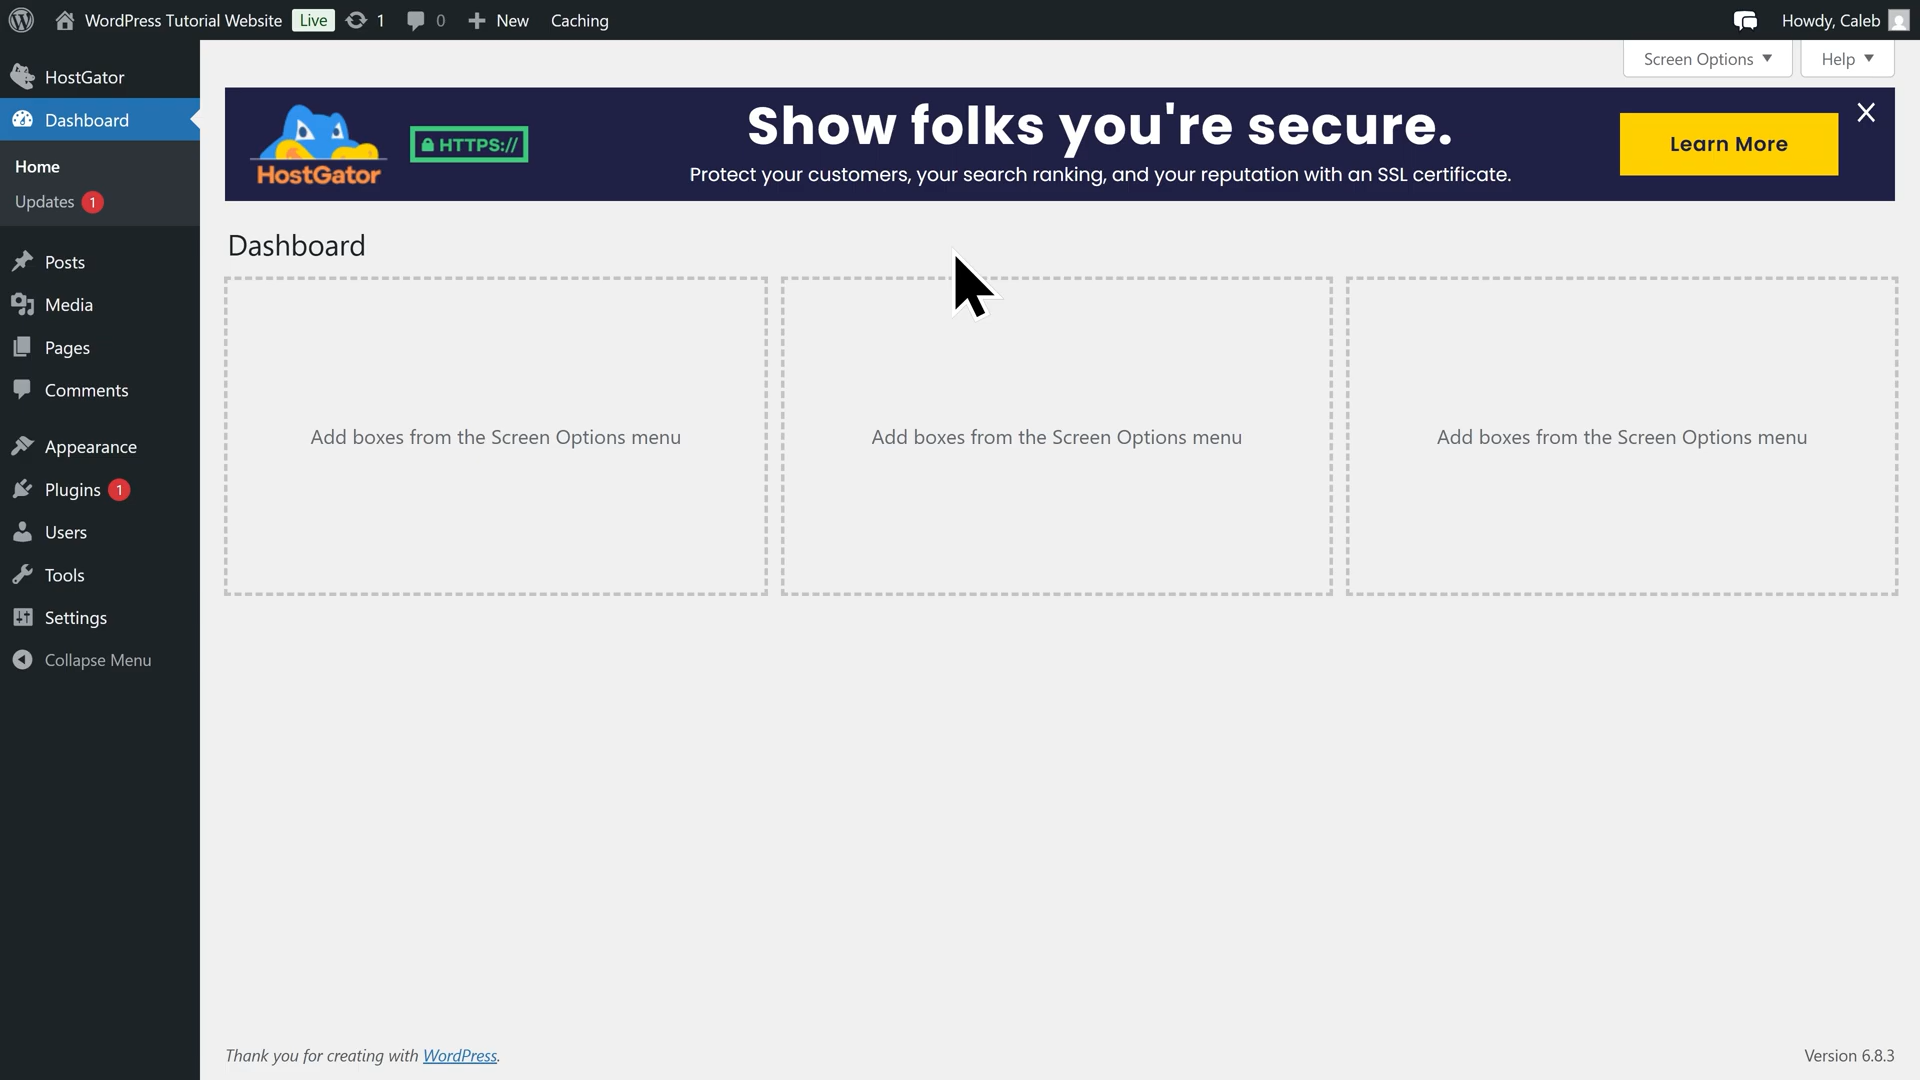 WordPress Tutorial Website Live 1 0 New Caching Howdy, Caleb
Screen Options Help
HostGator
Dashboard
Home
Updates 1
Posts
Media
Pages
Comments
Appearance
Plugins 1
Users
Tools
Settings
Collapse Menu
HostGator
HTTPS://
Show folks you're secure.
Protect your customers, your search ranking, and your reputation with an SSL certificate.
Learn More
Dashboard
Add boxes from the Screen Options menu
Add boxes from the Screen Options menu
Add boxes from the Screen Options menu
Thank you for creating with WordPress.
Version 6.8.3